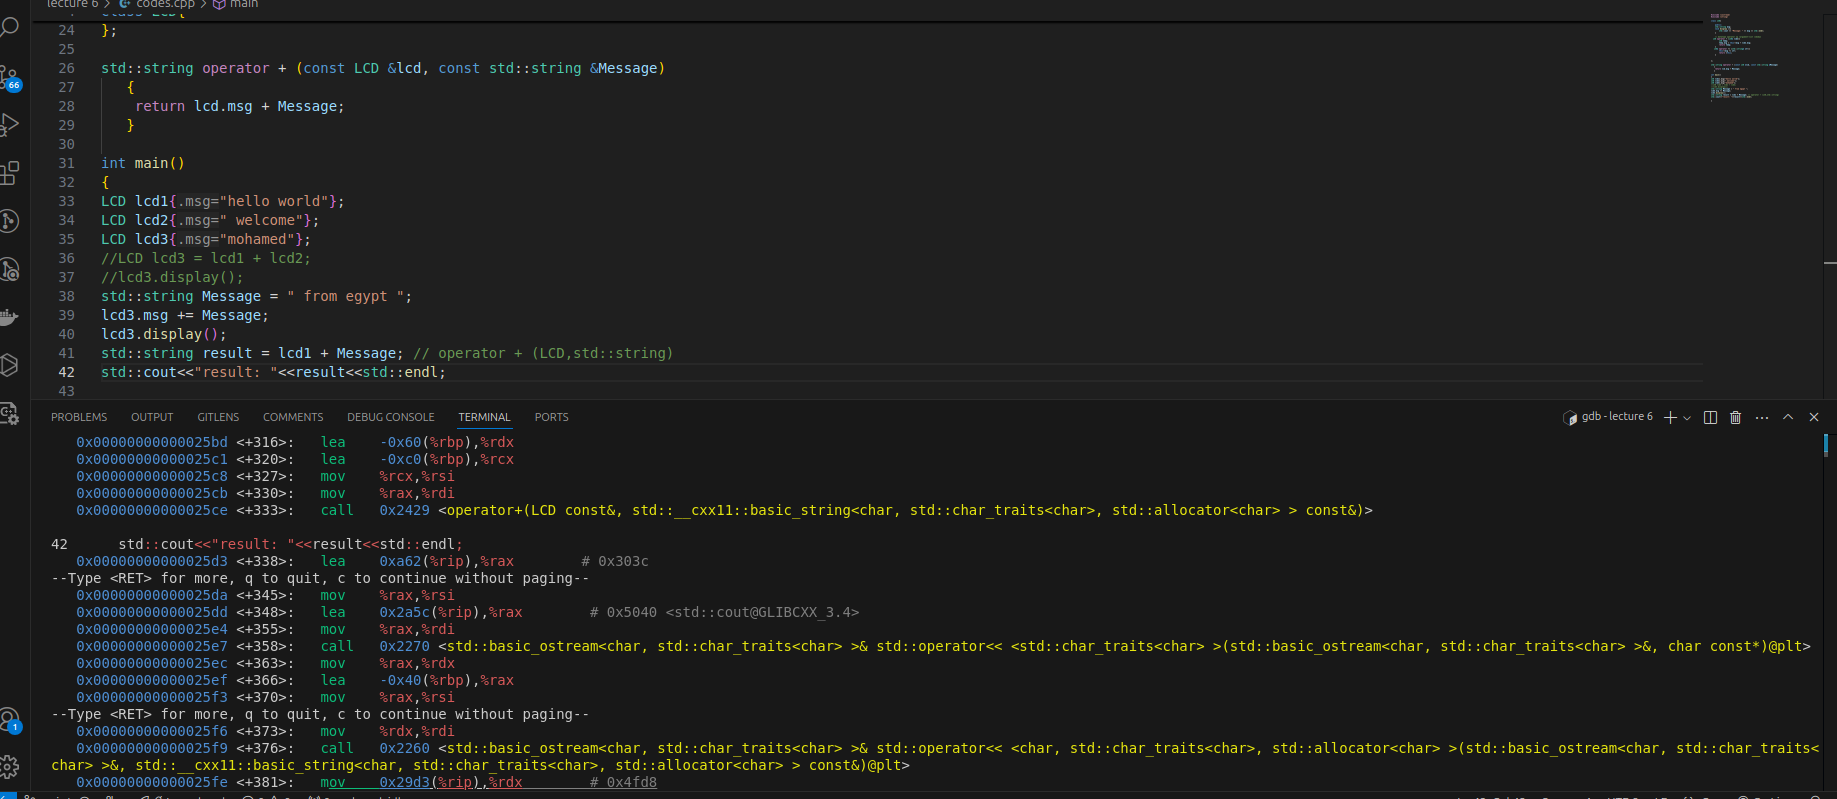 lecture 6 > codes.cpp > main
24 };
25
26 std::string operator + (const LCD &lcd, const std::string &Message)
27 {
28 return lcd.msg + Message;
29 }
30
31 int main()
32 {
33 LCD lcd1{.msg="hello world"};
34 LCD lcd2{.msg=" welcome"};
35 LCD lcd3{.msg="mohamed"};
36 //LCD lcd3 = lcd1 + lcd2;
37 //lcd3.display();
38 std::string Message = " from egypt ";
39 lcd3.msg += Message;
40 lcd3.display();
41 std::string result = lcd1 + Message; // operator + (LCD,std::string)
42 std::cout<<"result: "<<result<<std::endl;
43
66
PROBLEMS OUTPUT GITLENS COMMENTS DEBUG CONSOLE TERMINAL PORTS gdb - lecture 6
0x00000000000025bd <+316>: lea -0x60(%rbp),%rdx
0x00000000000025c1 <+320>: lea -0xc0(%rbp),%rcx
0x00000000000025c8 <+327>: mov %rcx,%rsi
0x00000000000025cb <+330>: mov %rax,%rdi
0x00000000000025ce <+333>: call 0x2429 <operator+(LCD const&, std::__cxx11::basic_string<char, std::char_traits<char>, std::allocator<char> > const&)>
42 std::cout<<"result: "<<result<<std::endl;
0x00000000000025d3 <+338>: lea 0xa62(%rip),%rax # 0x303c
--Type <RET> for more, q to quit, c to continue without paging--
0x00000000000025da <+345>: mov %rax,%rsi
0x00000000000025dd <+348>: lea 0x2a5c(%rip),%rax # 0x5040 <std::cout@GLIBCXX_3.4>
0x00000000000025e4 <+355>: mov %rax,%rdi
0x00000000000025e7 <+358>: call 0x2270 <std::basic_ostream<char, std::char_traits<char> >& std::operator<< <std::char_traits<char> >(std::basic_ostream<char, std::char_traits<char> >&, char const*)@plt>
0x00000000000025ec <+363>: mov %rax,%rdx
0x00000000000025ef <+366>: lea -0x40(%rbp),%rax
0x00000000000025f3 <+370>: mov %rax,%rsi
--Type <RET> for more, q to quit, c to continue without paging--
0x00000000000025f6 <+373>: mov %rdx,%rdi
0x00000000000025f9 <+376>: call 0x2260 <std::basic_ostream<char, std::char_traits<char> >& std::operator<< <char, std::char_traits<char>, std::allocator<char> >(std::basic_ostream<char, std::char_traits<
char> >&, std::__cxx11::basic_string<char, std::char_traits<char>, std::allocator<char> > const&)@plt>
0x00000000000025fe <+381>: mov 0x29d3(%rip),%rdx # 0x4fd8
1